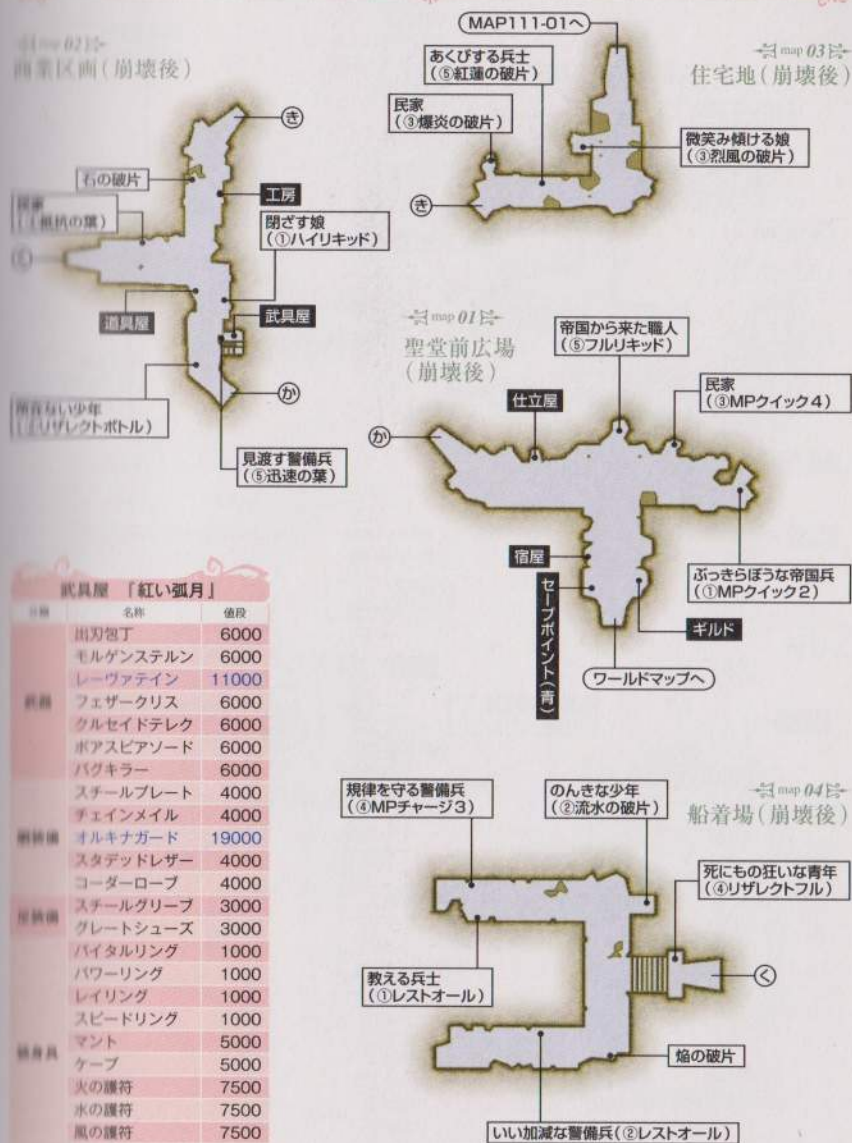 MAP111-01へ
map 02
商業区画(崩壊後)
き
石の破片
工房
民家
(①抵抗の葉)
閉ざす娘
(①ハイリキッド)
く
道具屋
武具屋
か
所在ない少年
(②リザレクトボトル)
見渡す警備兵
(⑤迅速の葉)
map 03
住宅地(崩壊後)
あくびする兵士
(⑤紅蓮の破片)
民家
(③爆炎の破片)
微笑み傾ける娘
(③烈風の破片)
き
map 01
聖堂前広場
(崩壊後)
帝国から来た職人
(⑤フルリキッド)
民家
(③MPクイック4)
仕立屋
か
宿屋
セーブポイント(青)
ぶっきらぼうな帝国兵
(①MPクイック2)
ギルド
ワールドマップへ
武具屋 『紅い弧月』
名称 値段
武器
出刃包丁 6000
モルゲンステルン 6000
レーヴァテイン 11000
フェザークリス 6000
クルセイドテレク 6000
ボアスピアソード 6000
バグキラー 6000
スチールプレート 4000
チェインメイル 4000
オルキナガード 19000
スタデッドレザー 4000
コーダーローブ 4000
スチールグリーブ 3000
グレートシューズ 3000
バイタルリング 1000
パワーリング 1000
レイリング 1000
スピードリング 1000
装身具
マント 5000
ケープ 5000
火の護符 7500
水の護符 7500
風の護符 7500
map 04
船着場(崩壊後)
規律を守る警備兵
(④MPチャージ3)
のんきな少年
(②流水の破片)
死にもの狂いな青年
(④リザレクトフル)
教える兵士
(①レストオール)
く
焔の破片
いい加減な警備兵(②レストオール)